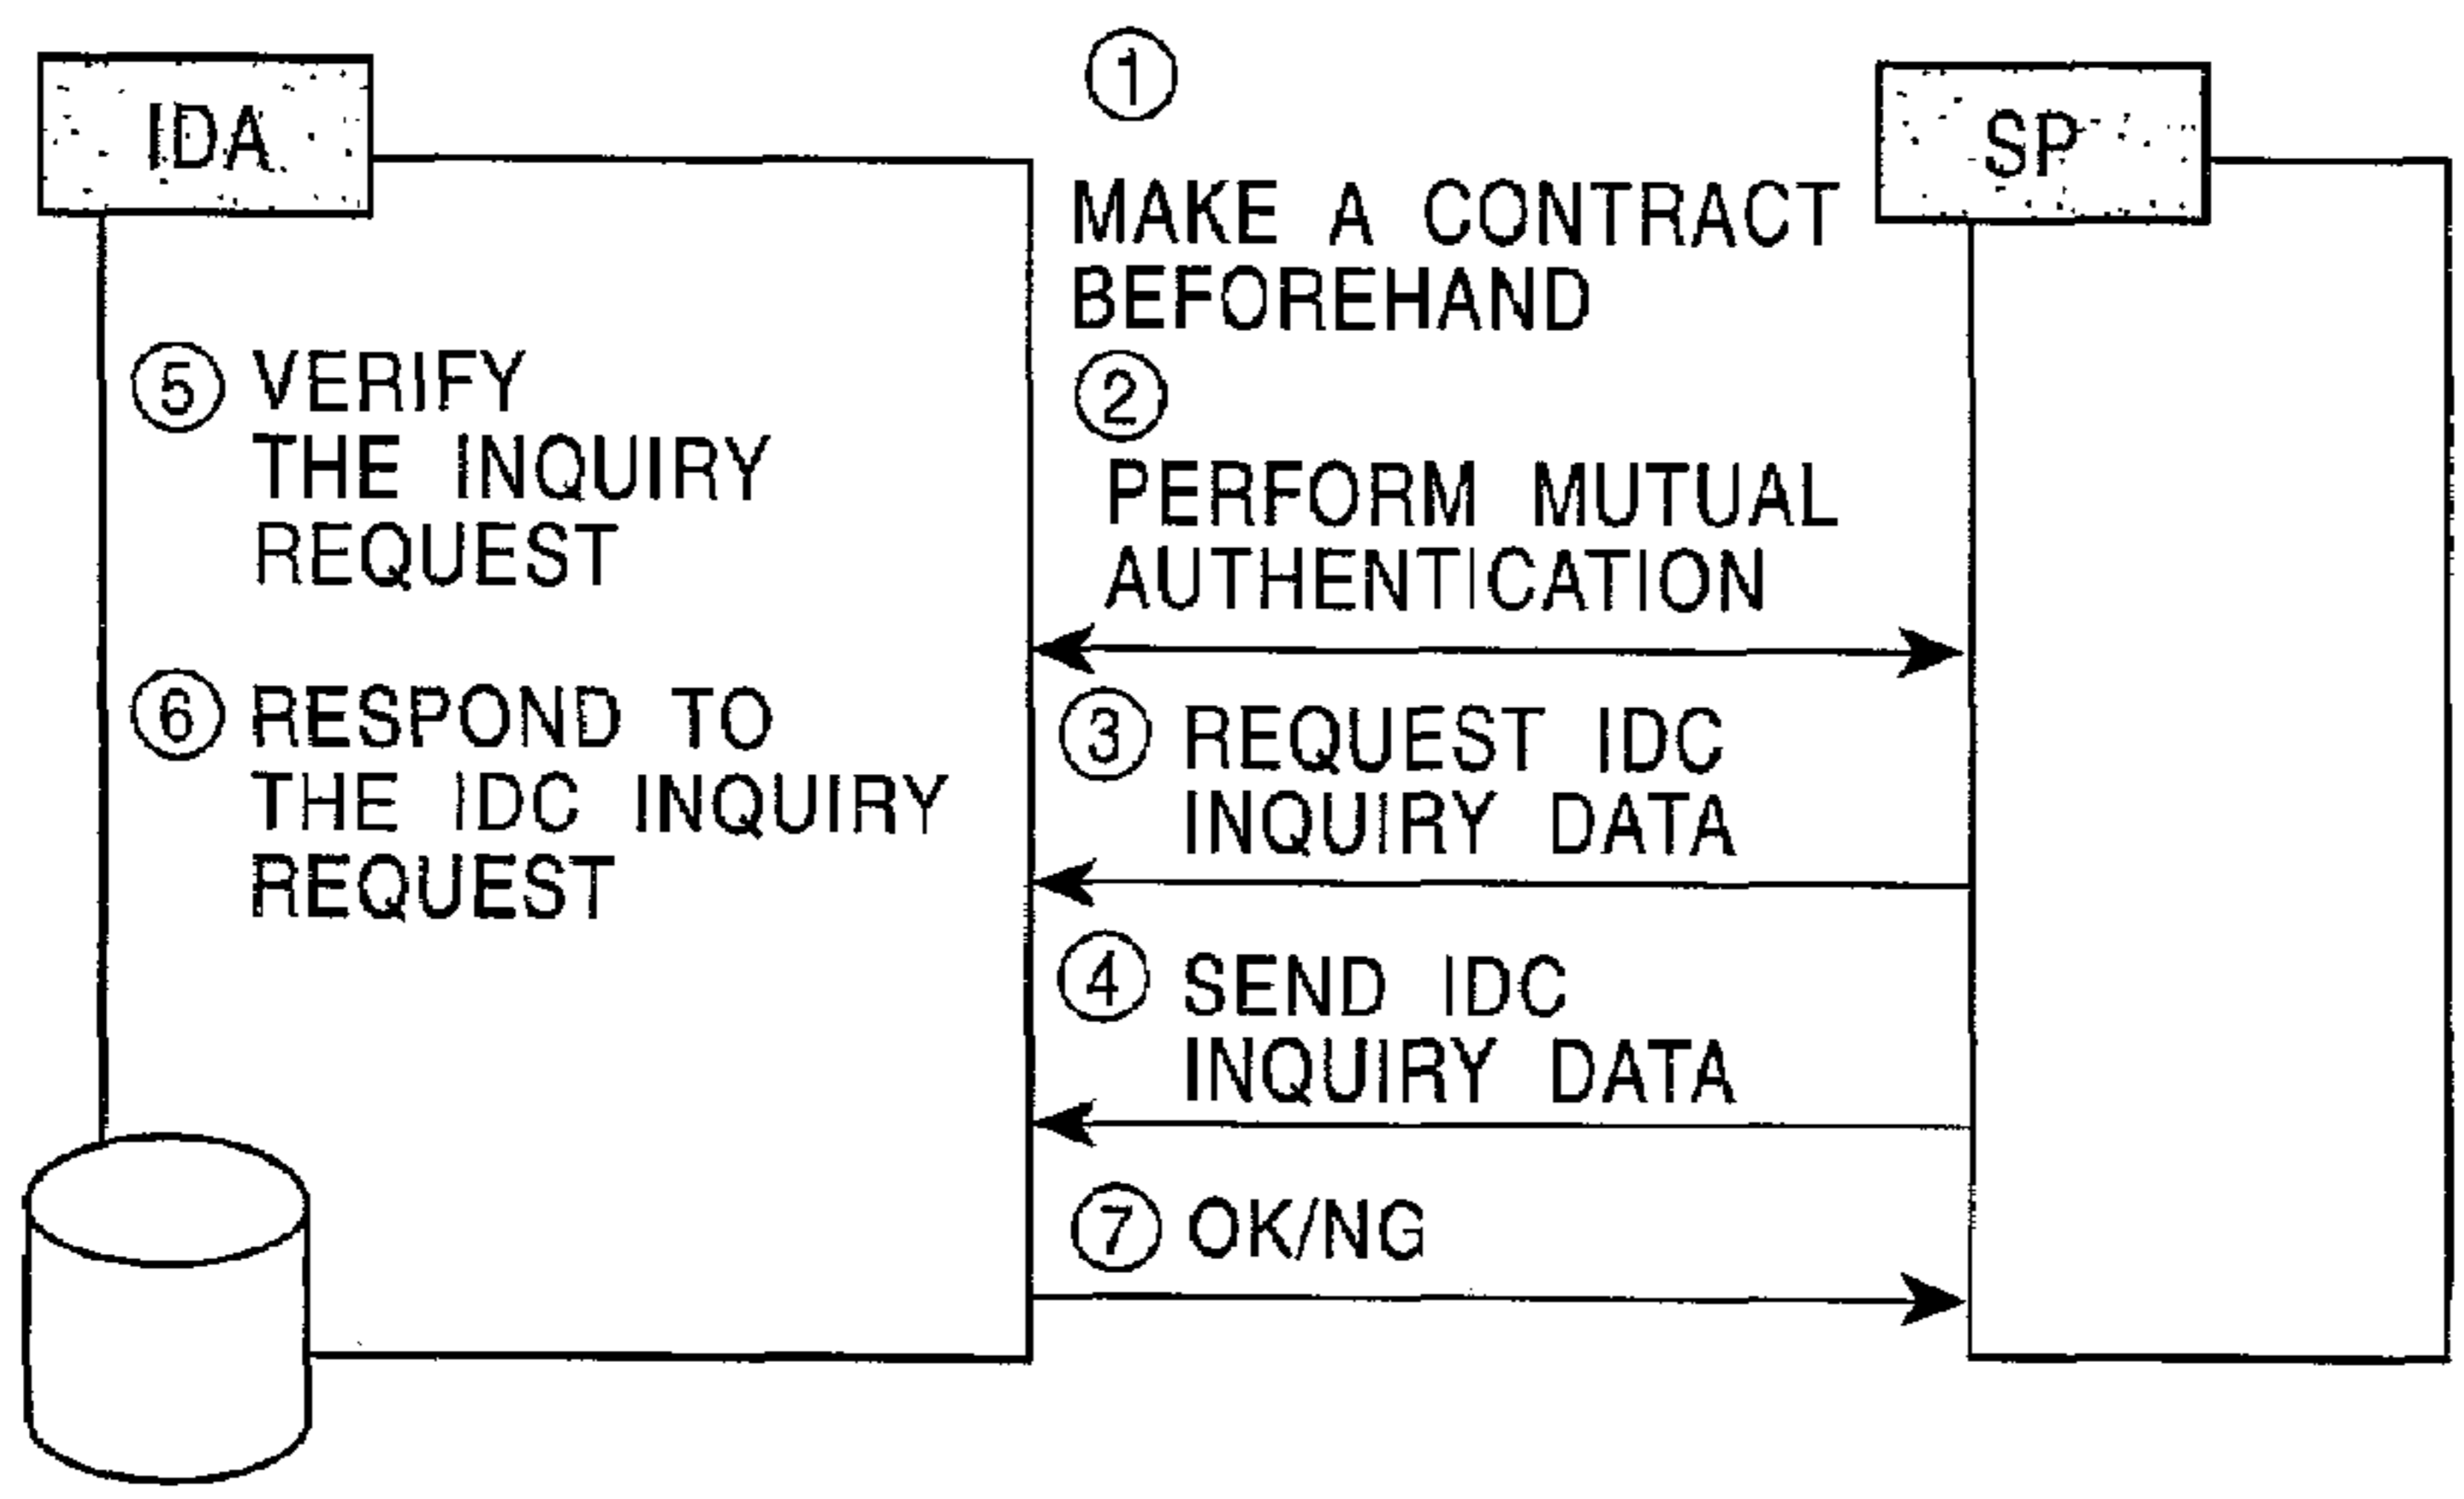 IDA
SP
①
MAKE A CONTRACT
BEFOREHAND
②
PERFORM MUTUAL
AUTHENTICATION
③ REQUEST IDC
INQUIRY DATA
④ SEND IDC
INQUIRY DATA
⑤ VERIFY
THE INQUIRY
REQUEST
⑥ RESPOND TO
THE IDC INQUIRY
REQUEST
⑦ OK/NG